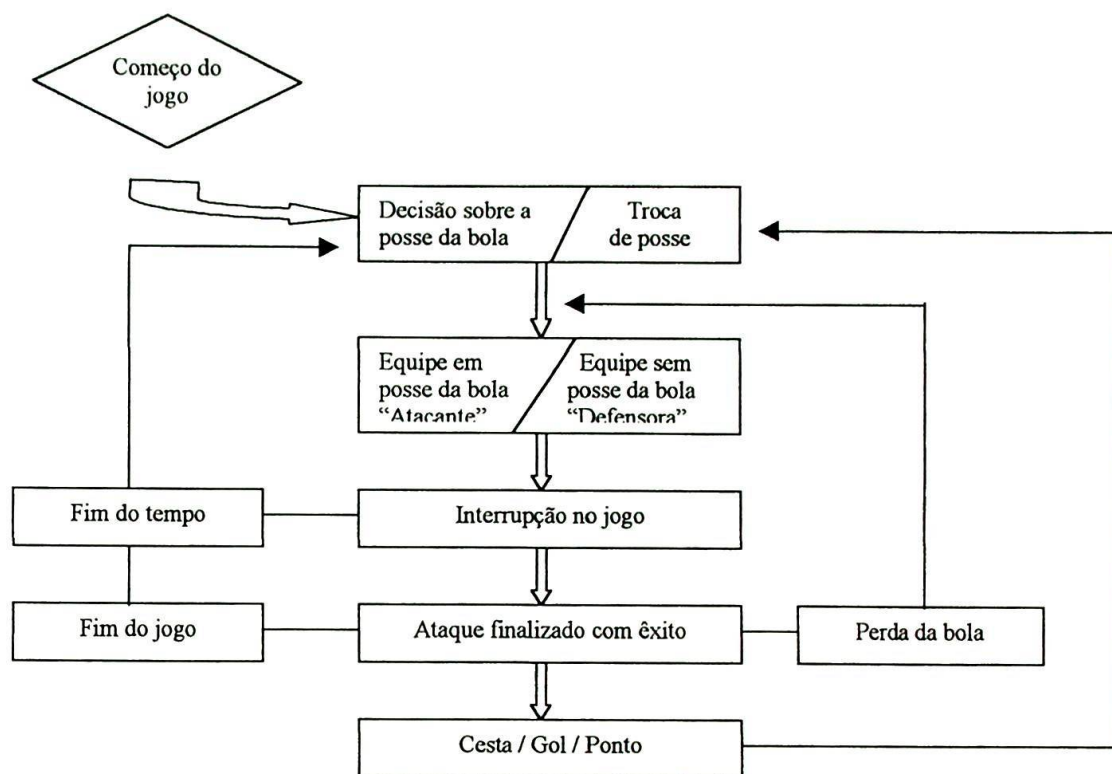 Começo do
jogo
Decisão sobre a
posse da bola
Troca
de posse
Equipe em
posse da bola
“Atacante”
Equipe sem
posse da bola
“Defensora”
Fim do tempo
Interrupção no jogo
Fim do jogo
Ataque finalizado com êxito
Perda da bola
Cesta / Gol / Ponto